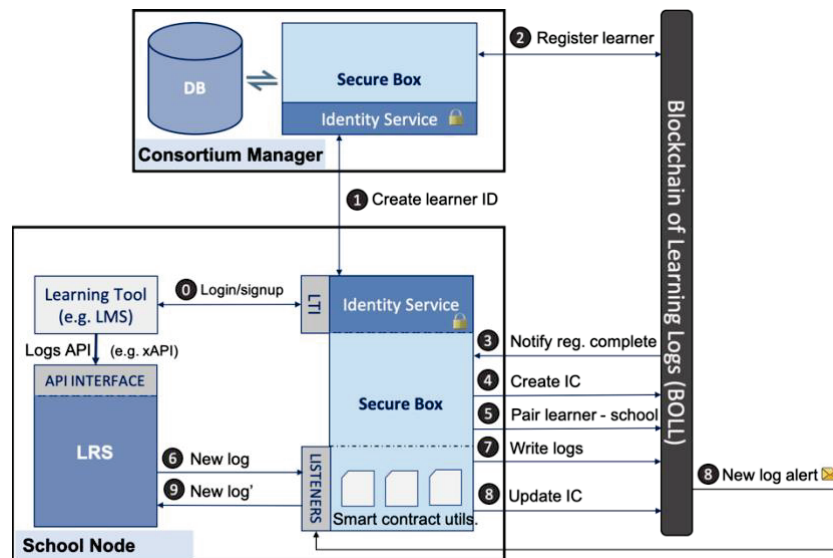 2 Register learner
DB
Secure Box
Identity Service
Consortium Manager
1 Create learner ID
Blockchain of Learning Logs (BOLL)
Learning Tool
(e.g. LMS)
0 Login/signup
LTI
Identity Service
Logs API (e.g. xAPI)
3 Notify reg. complete
API INTERFACE
4 Create IC
Secure Box
5 Pair learner - school
LRS
6 New log
7 Write logs
LISTENERS
8 New log alert
9 New log'
8 Update IC
Smart contract utils.
School Node